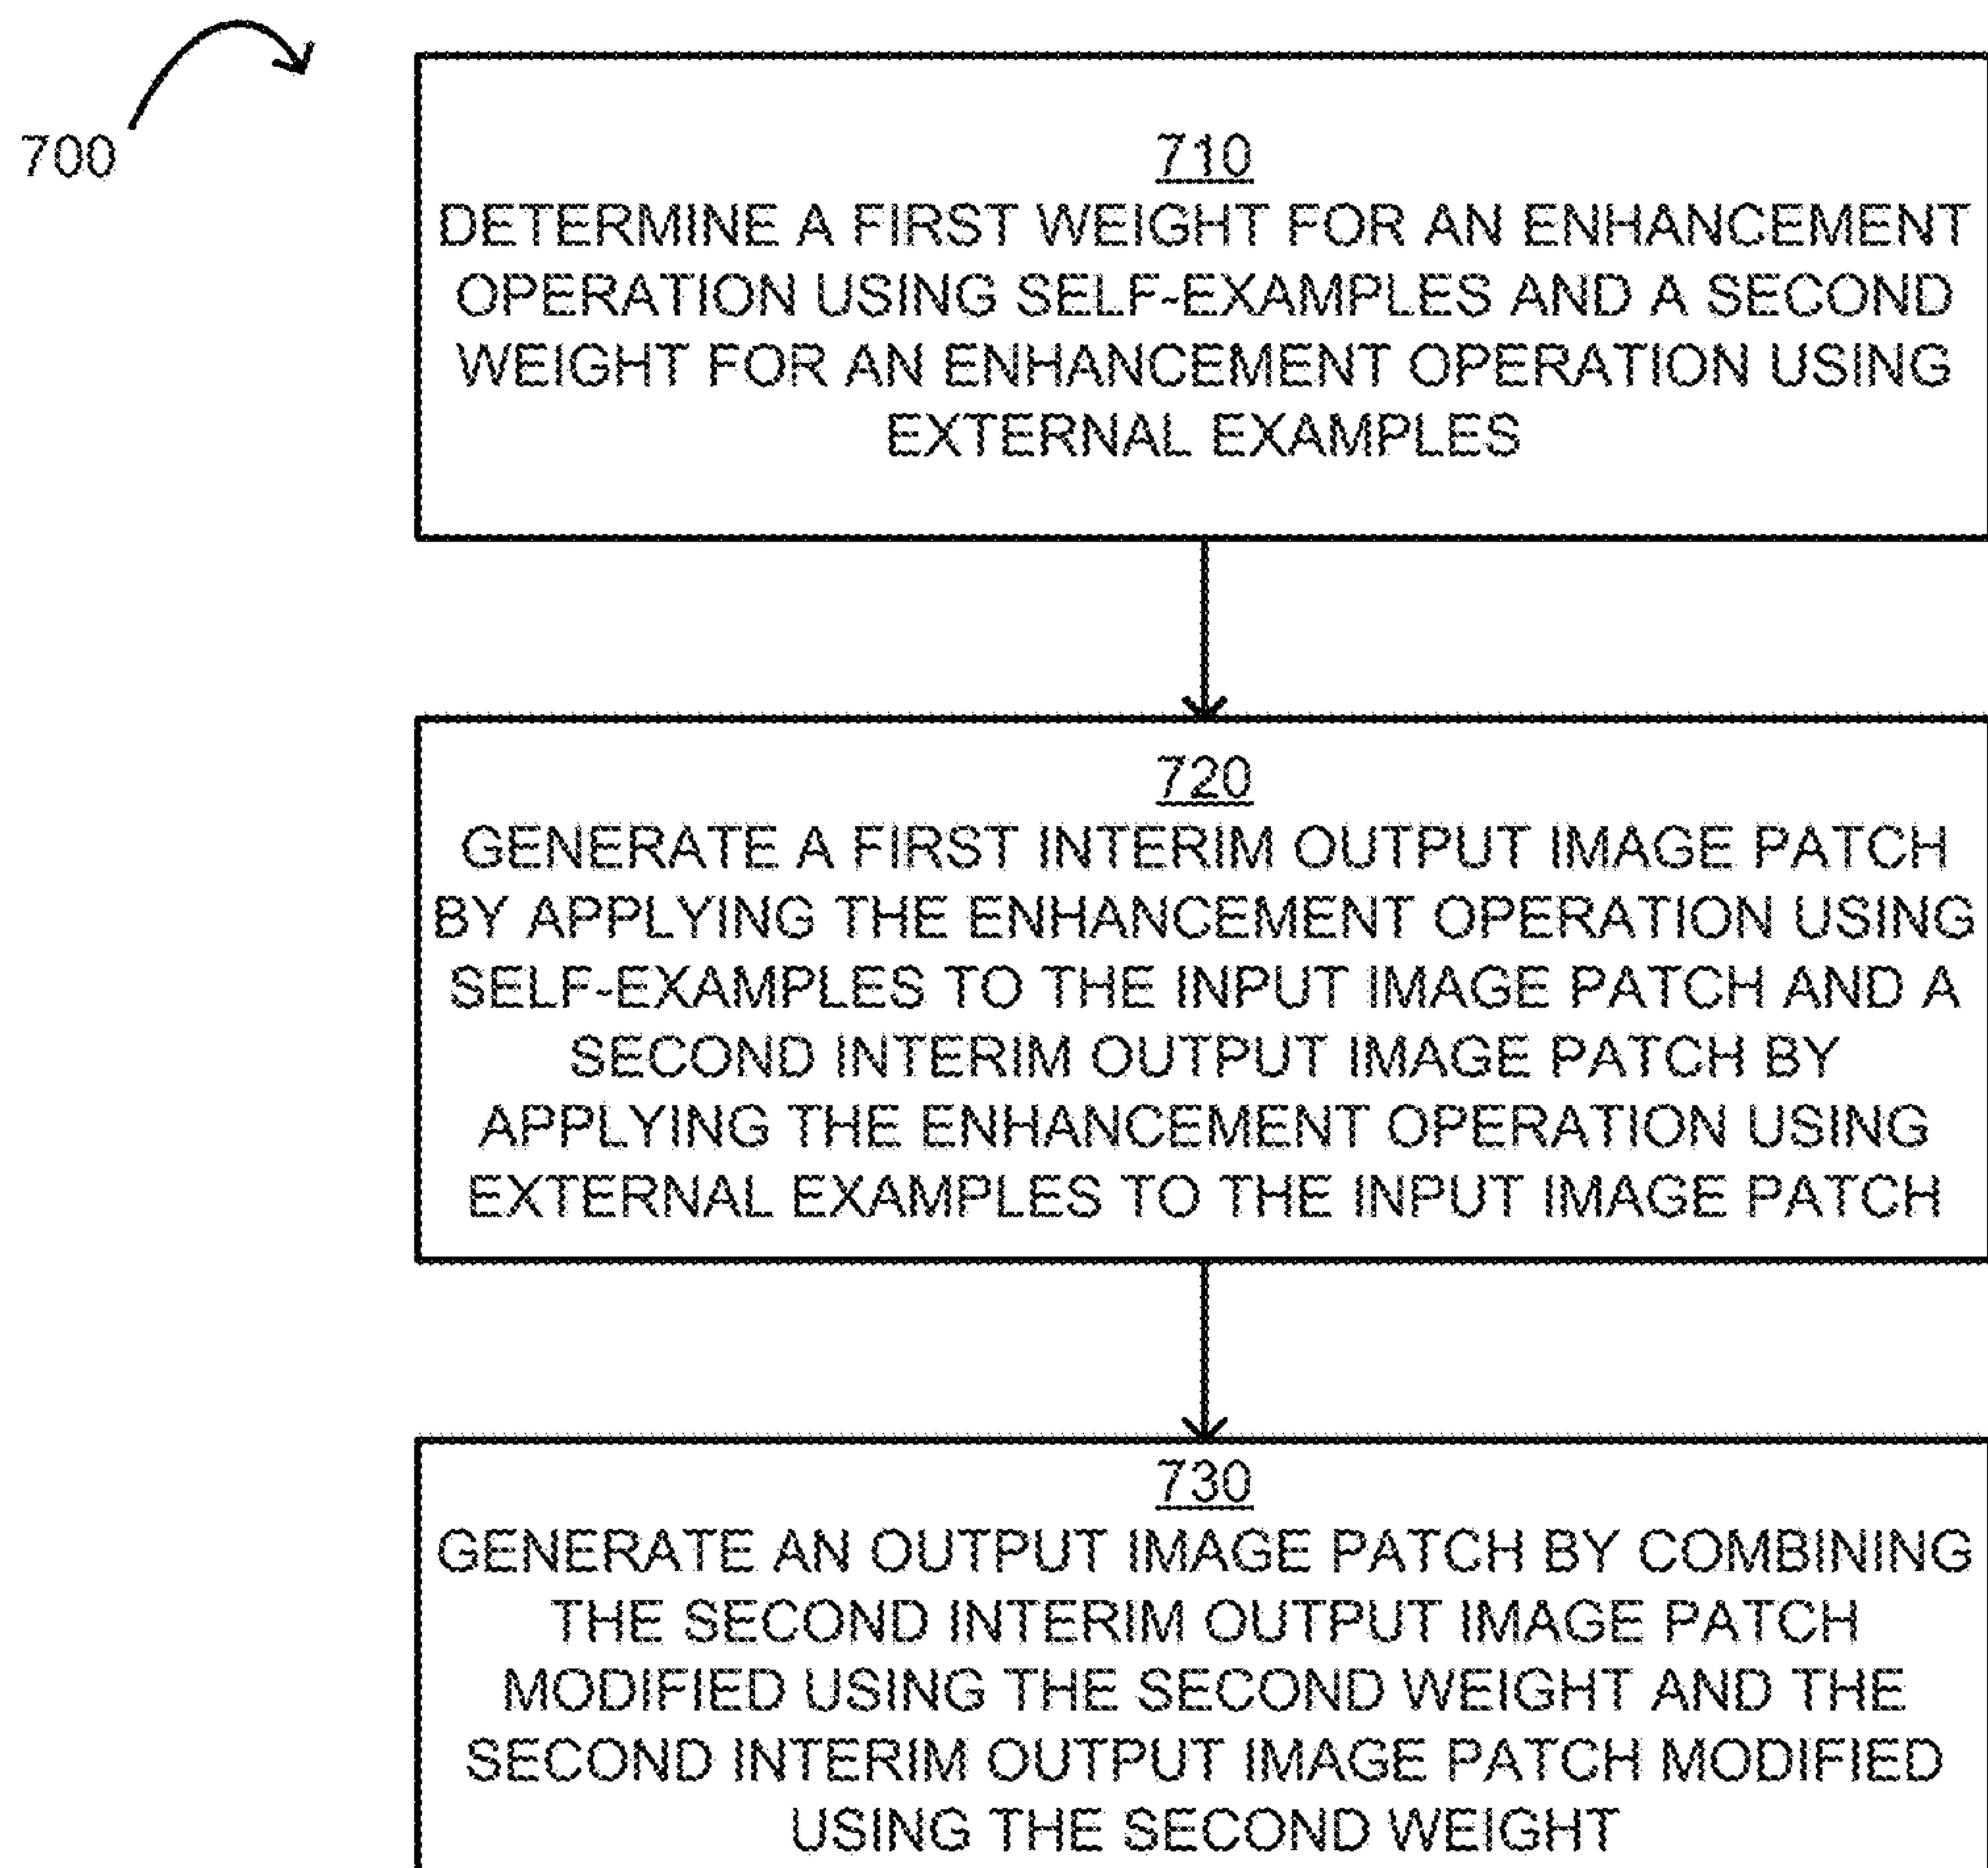 700
710
DETERMINE A FIRST WEIGHT FOR AN ENHANCEMENT
OPERATION USING SELF-EXAMPLES AND A SECOND
WEIGHT FOR AN ENHANCEMENT OPERATION USING
EXTERNAL EXAMPLES
720
GENERATE A FIRST INTERIM OUTPUT IMAGE PATCH
BY APPLYING THE ENHANCEMENT OPERATION USING
SELF-EXAMPLES TO THE INPUT IMAGE PATCH AND A
SECOND INTERIM OUTPUT IMAGE PATCH BY
APPLYING THE ENHANCEMENT OPERATION USING
EXTERNAL EXAMPLES TO THE INPUT IMAGE PATCH
730
GENERATE AN OUTPUT IMAGE PATCH BY COMBINING
THE SECOND INTERIM OUTPUT IMAGE PATCH
MODIFIED USING THE SECOND WEIGHT AND THE
SECOND INTERIM OUTPUT IMAGE PATCH MODIFIED
USING THE SECOND WEIGHT